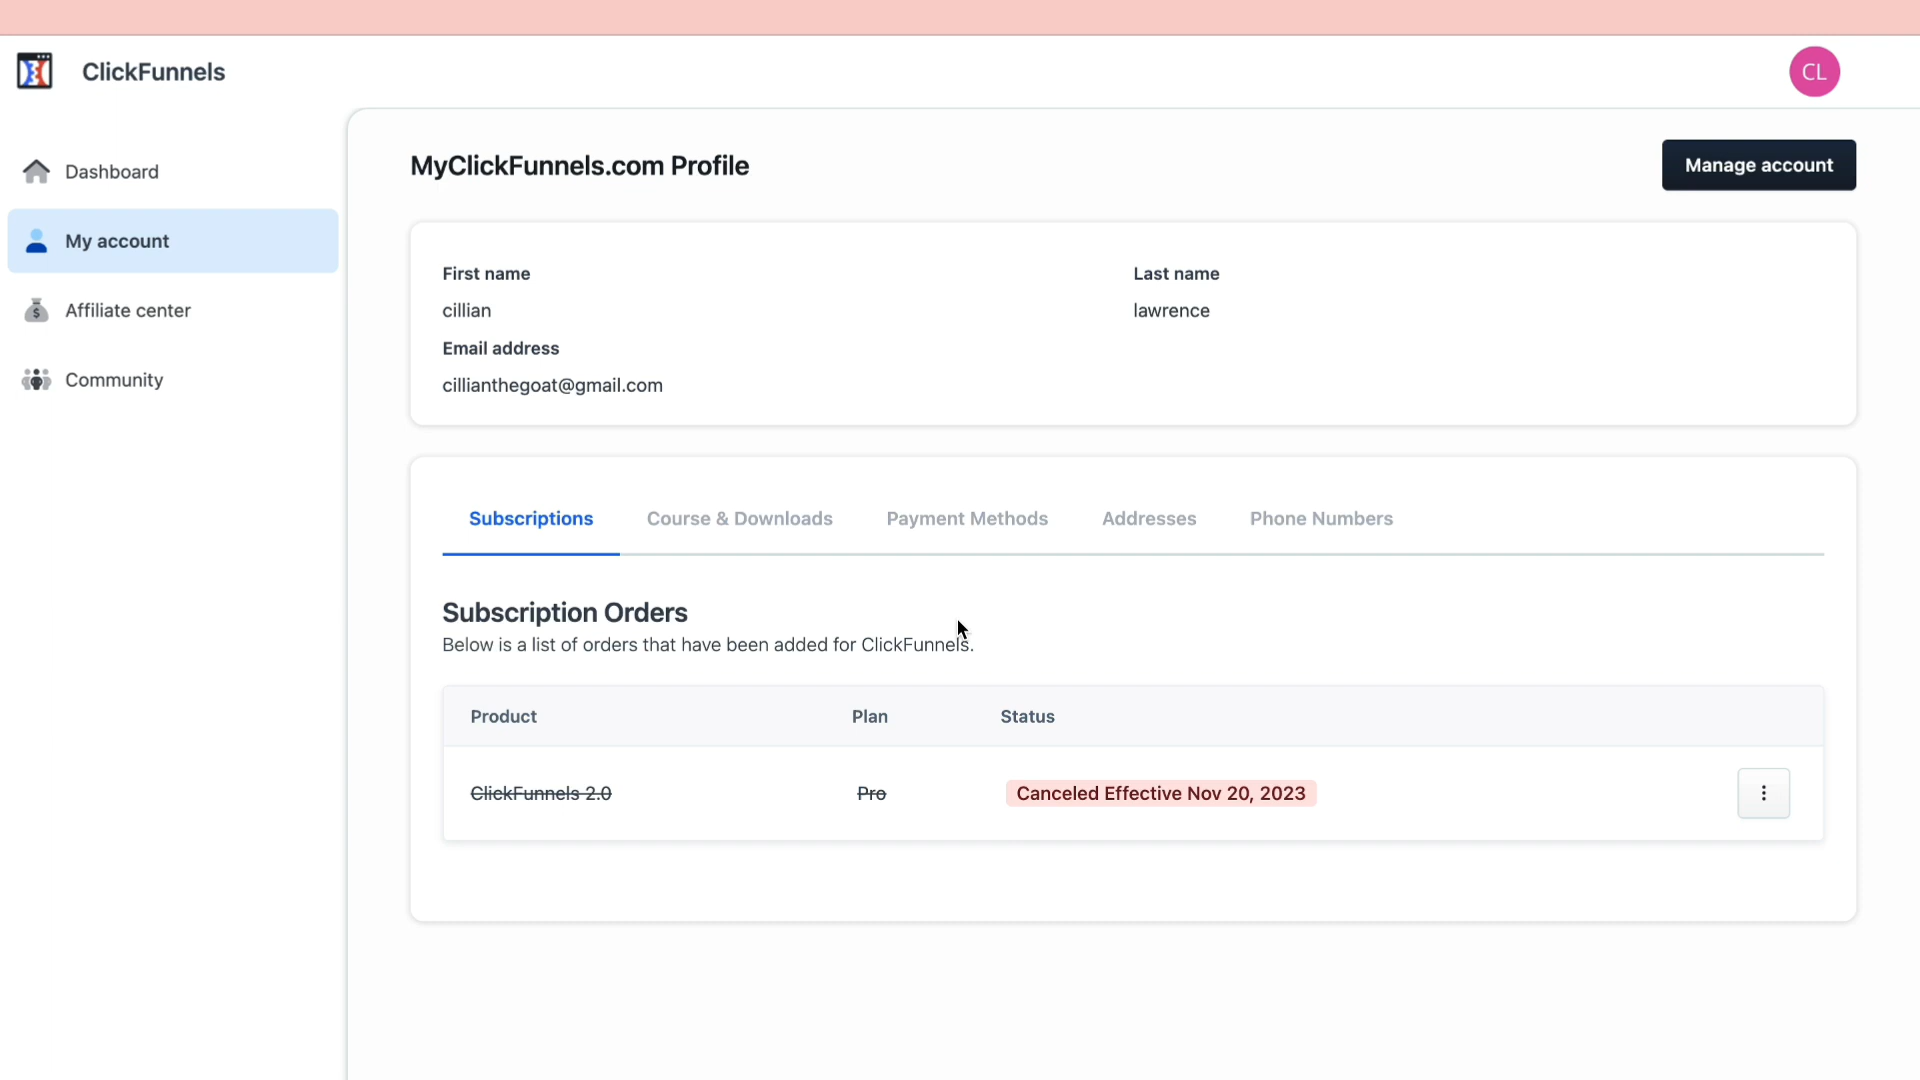 ClickFunnels
CL
Dashboard
My account
Affiliate center
Community
MyClickFunnels.com Profile
Manage account
First name
Last name
cillian
lawrence
Email address
cillianthegoat@gmail.com
Subscriptions
Course & Downloads
Payment Methods
Addresses
Phone Numbers
Subscription Orders
Below is a list of orders that have been added for ClickFunnels.
Product
Plan
Status
ClickFunnels 2.0
Pro
Canceled Effective Nov 20, 2023